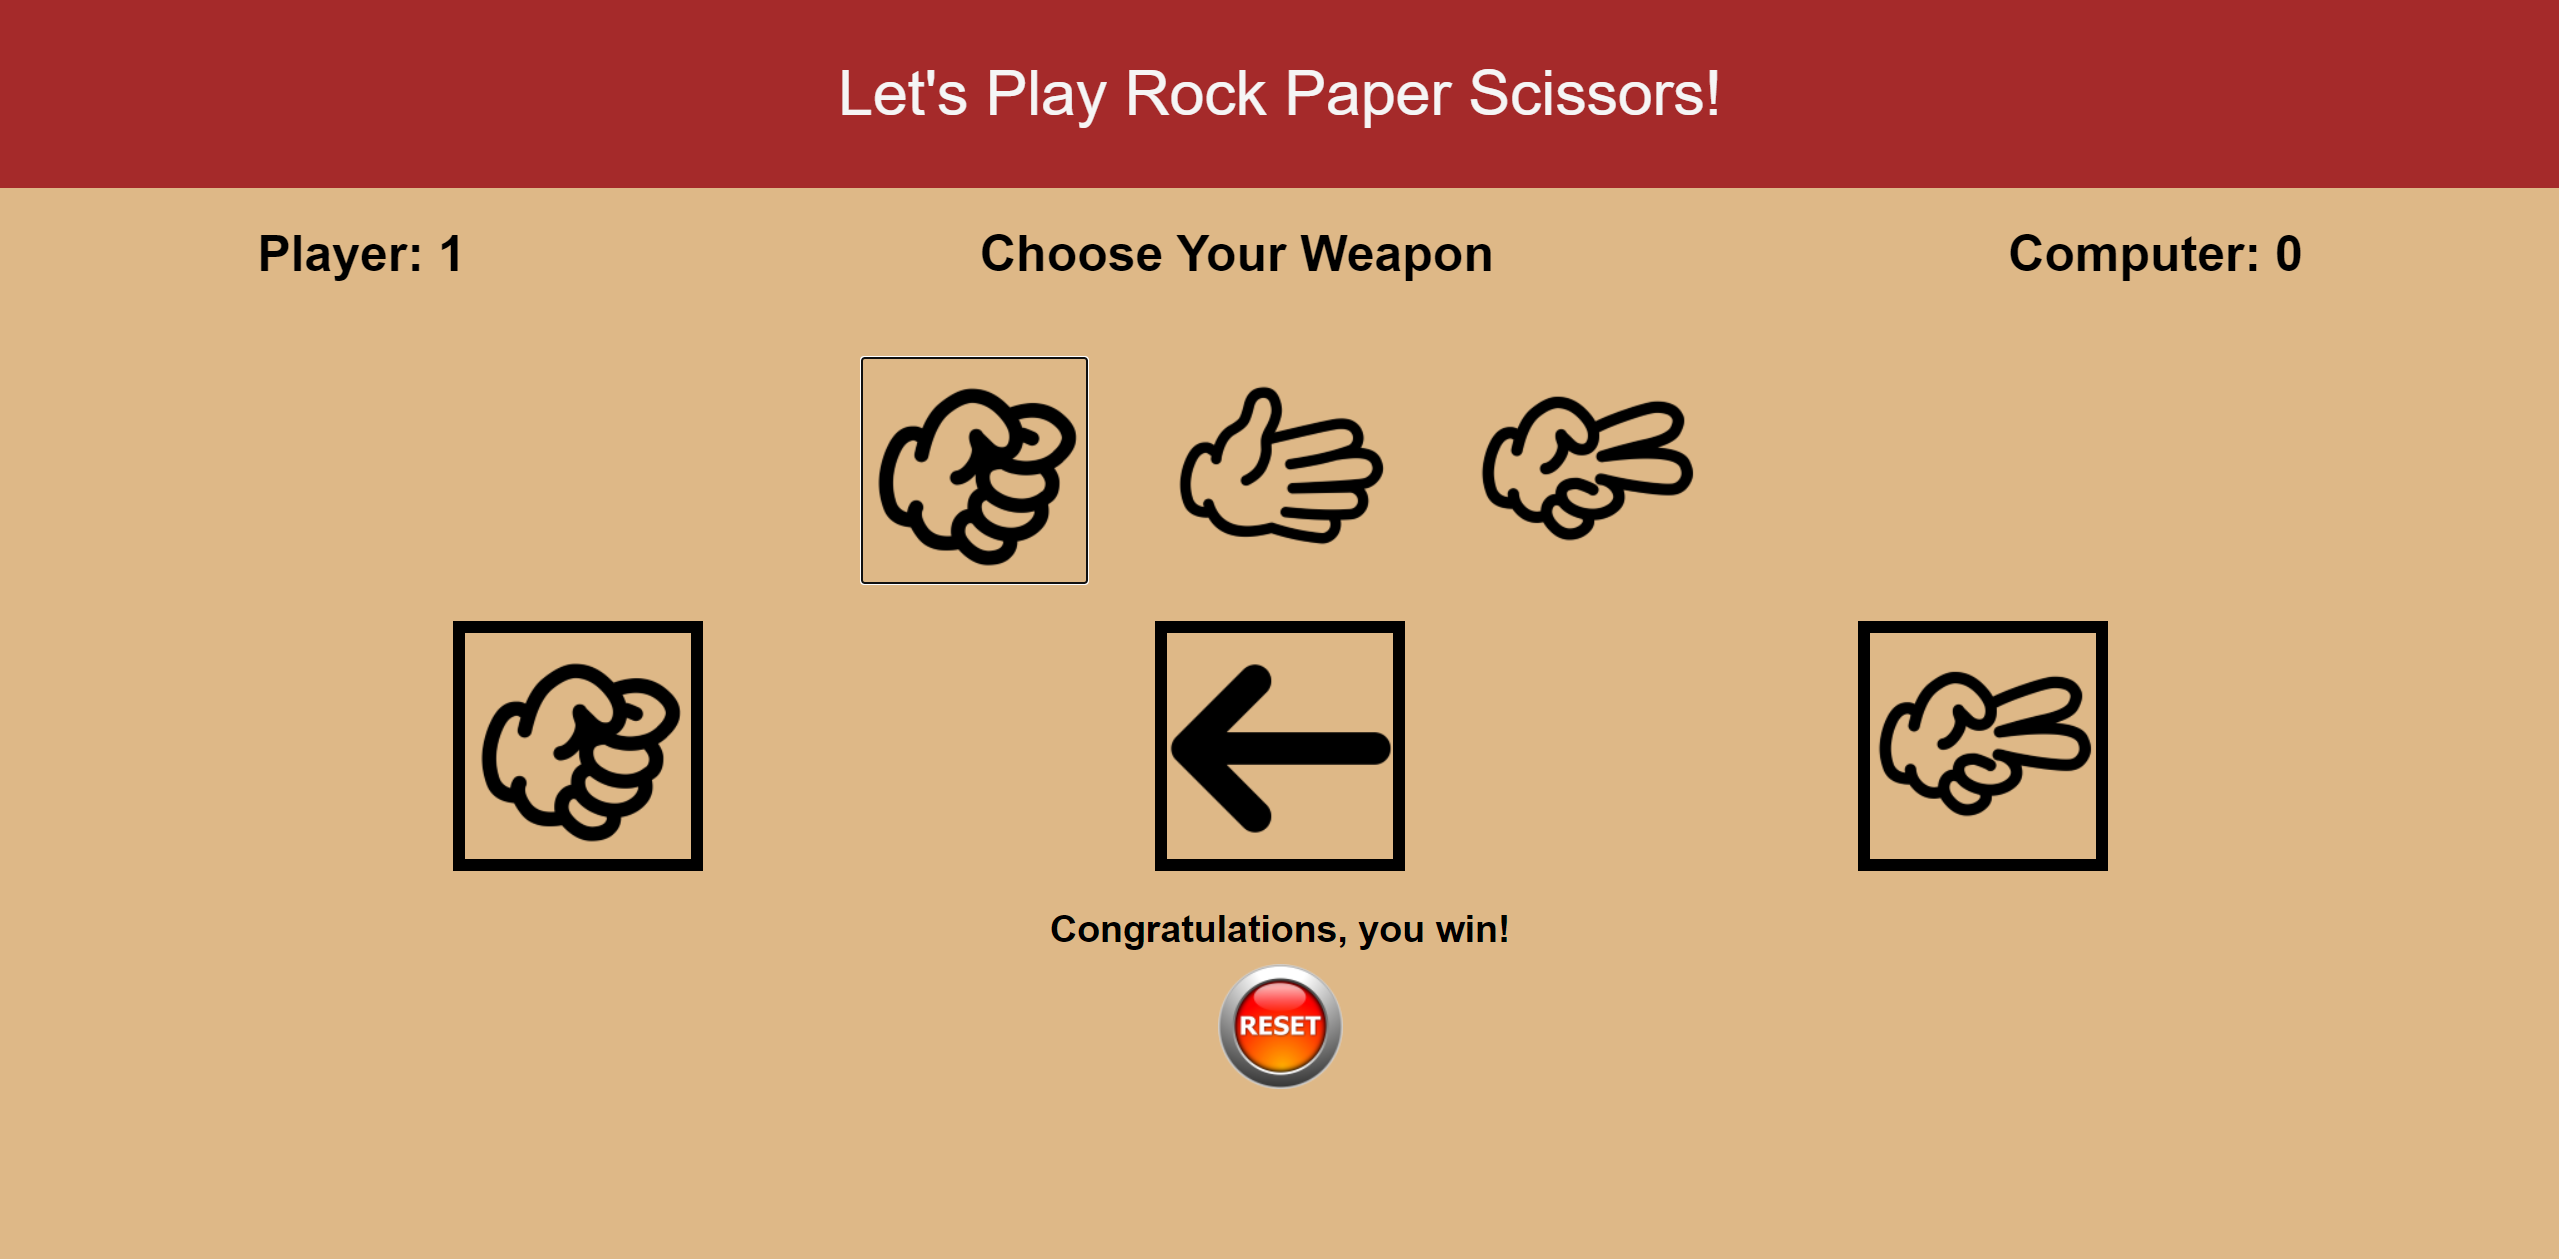 Let's Play Rock Paper Scissors!
Player: 1
Choose Your Weapon
Computer: 0
Congratulations, you win!
RESET